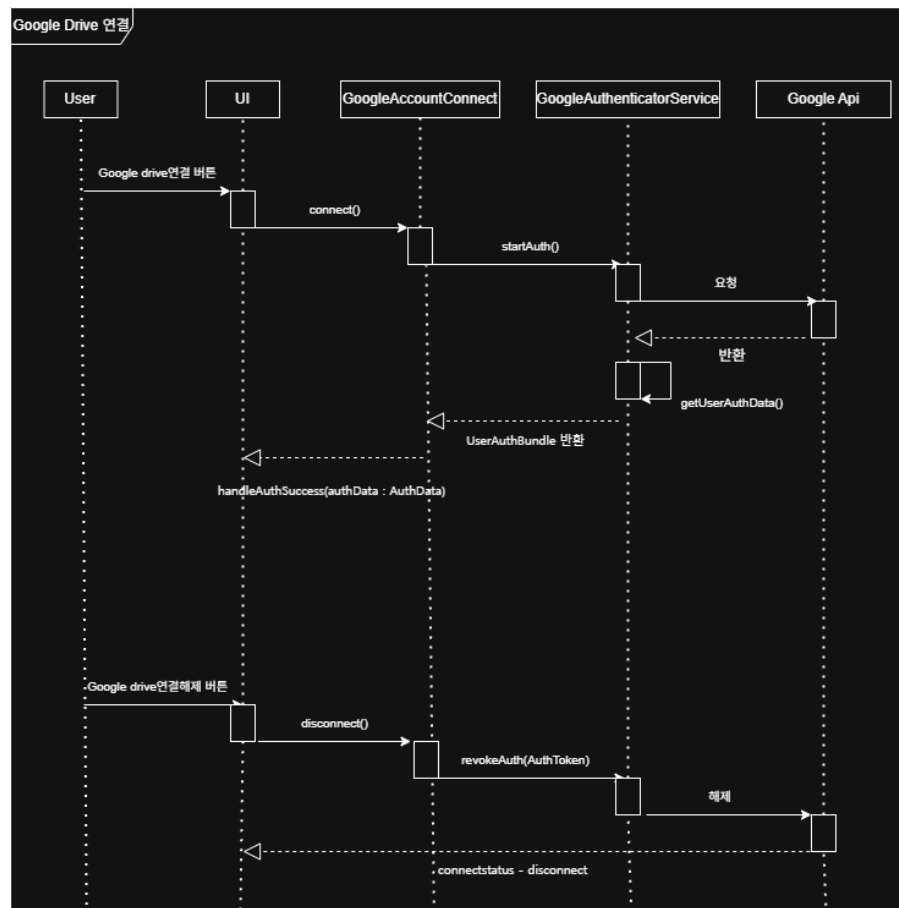 Google Drive 연결
User
UI
GoogleAccountConnect
GoogleAuthenticatorService
Google Api
Google drive연결 버튼
connect()
startAuth()
요청
반환
getUserAuthData()
UserAuthBundle 반환
handleAuthSuccess(authData : AuthData)
Google drive연결해제 버튼
disconnect()
revokeAuth(AuthToken)
해제
connectstatus - disconnect